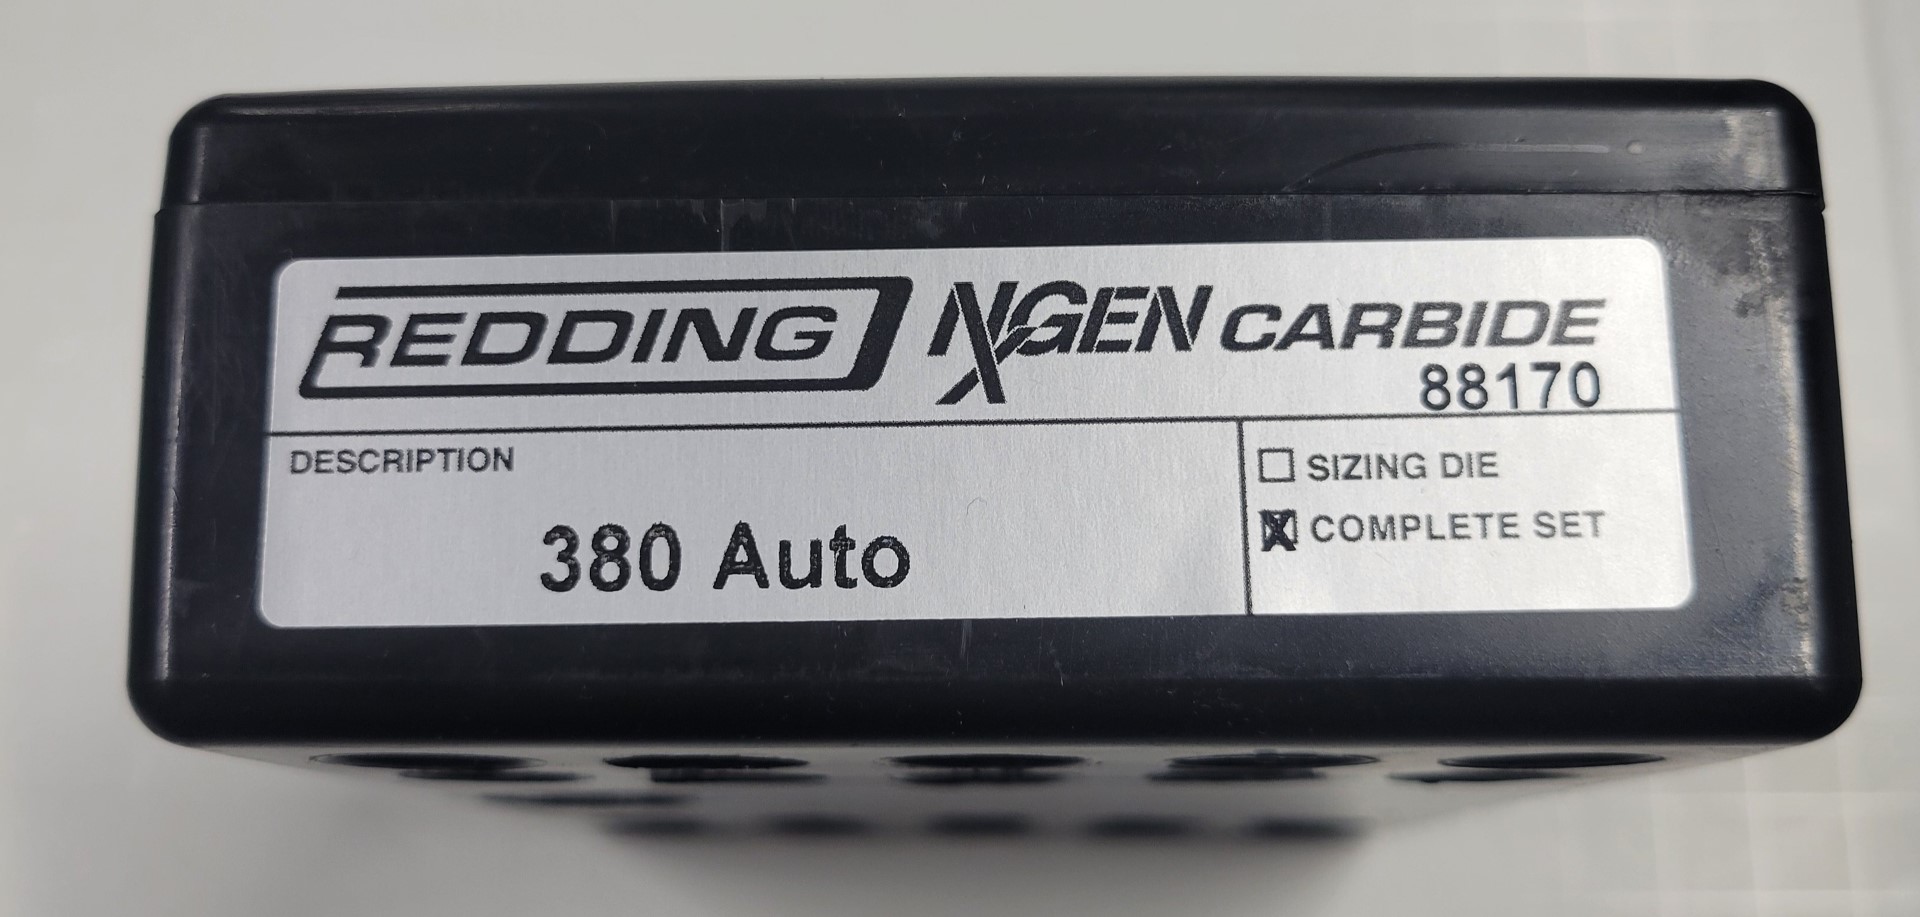 REDDING NXGEN CARBIDE
88170
DESCRIPTION
380 Auto
SIZING DIE
COMPLETE SET